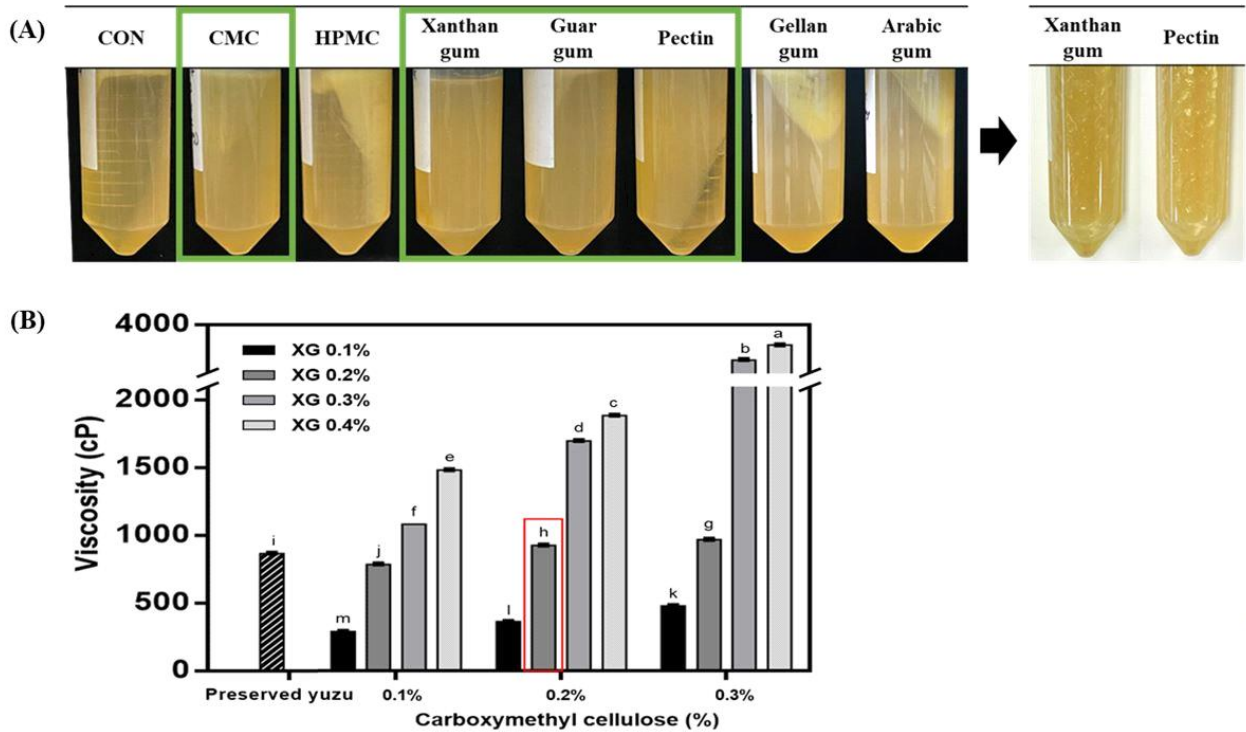 (A)
CON
CMC
HPMC
Xanthan
gum
Guar
gum
Pectin
Gellan
gum
Arabic
gum
Xanthan
gum
Pectin
(B)
4000
2000
1500
1000
500
0
Viscosity (cP)
XG 0.1%
XG 0.2%
XG 0.3%
XG 0.4%
i
m
j
f
e
l
h
d
c
k
g
b
a
Preserved yuzu
0.1%
0.2%
0.3%
Carboxymethyl cellulose (%)